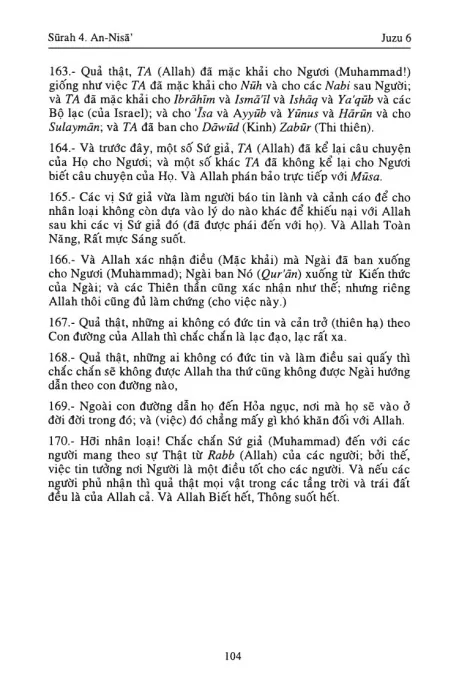 Sūrah 4. An-Nisā’ Juzu 6
163.- Quả thật, TA (Allah) đã mặc khải cho Ngươi (Muhammad!)
giống như việc TA đã mặc khải cho Nūh và cho các Nabi sau Người;
và TA đã mặc khải cho Ibrāhīm và Ismā'īl và Ishāq và Ya'qūb và các
Bộ lạc (của Israel); và cho 'Īsa và Ayyūb và Yūnus và Hārūn và cho
Sulaymān; và TA đã ban cho Dāwūd (Kinh) Zabūr (Thi thiên).
164.- Và trước đây, một số Sứ giả, TA (Allah) đã kể lại câu chuyện
của Họ cho Ngươi; và một số khác TA đã không kể lại cho Ngươi
biết câu chuyện của Họ. Và Allah phán bảo trực tiếp với Mūsa.
165.- Các vị Sứ giả vừa làm người báo tin lành và cảnh cáo để cho
nhân loại không còn dựa vào lý do nào khác để khiếu nại với Allah
sau khi các vị Sứ giả đó (đã được phái đến với họ). Và Allah Toàn
Năng, Rất mực Sáng suốt.
166.- Và Allah xác nhận điều (Mặc khải) mà Ngài đã ban xuống
cho Ngươi (Muhammad); Ngài ban Nó (Qur'ān) xuống từ Kiến thức
của Ngài; và các Thiên thần cũng xác nhận như thế; nhưng riêng
Allah thôi cũng đủ làm chứng (cho việc này.)
167.- Quả thật, những ai không có đức tin và cản trở (thiên hạ) theo
Con đường của Allah thì chắc chắn là lạc đạo, lạc rất xa.
168.- Quả thật, những ai không có đức tin và làm điều sai quấy thì
chắc chắn sẽ không được Allah tha thứ cũng không được Ngài hướng
dẫn theo con đường nào,
169.- Ngoài con đường dẫn họ đến Hỏa ngục, nơi mà họ sẽ vào ở
đời đời trong đó; và (việc) đó chẳng mấy gì khó khăn đối với Allah.
170.- Hỡi nhân loại! Chắc chắn Sứ giả (Muhammad) đến với các
người mang theo sự Thật từ Rabb (Allah) của các người; bởi thế,
việc tin tưởng nơi Người là một điều tốt cho các người. Và nếu các
người phủ nhận thì quả thật mọi vật trong các tầng trời và trái đất
đều là của Allah cả. Và Allah Biết hết, Thông suốt hết.
104